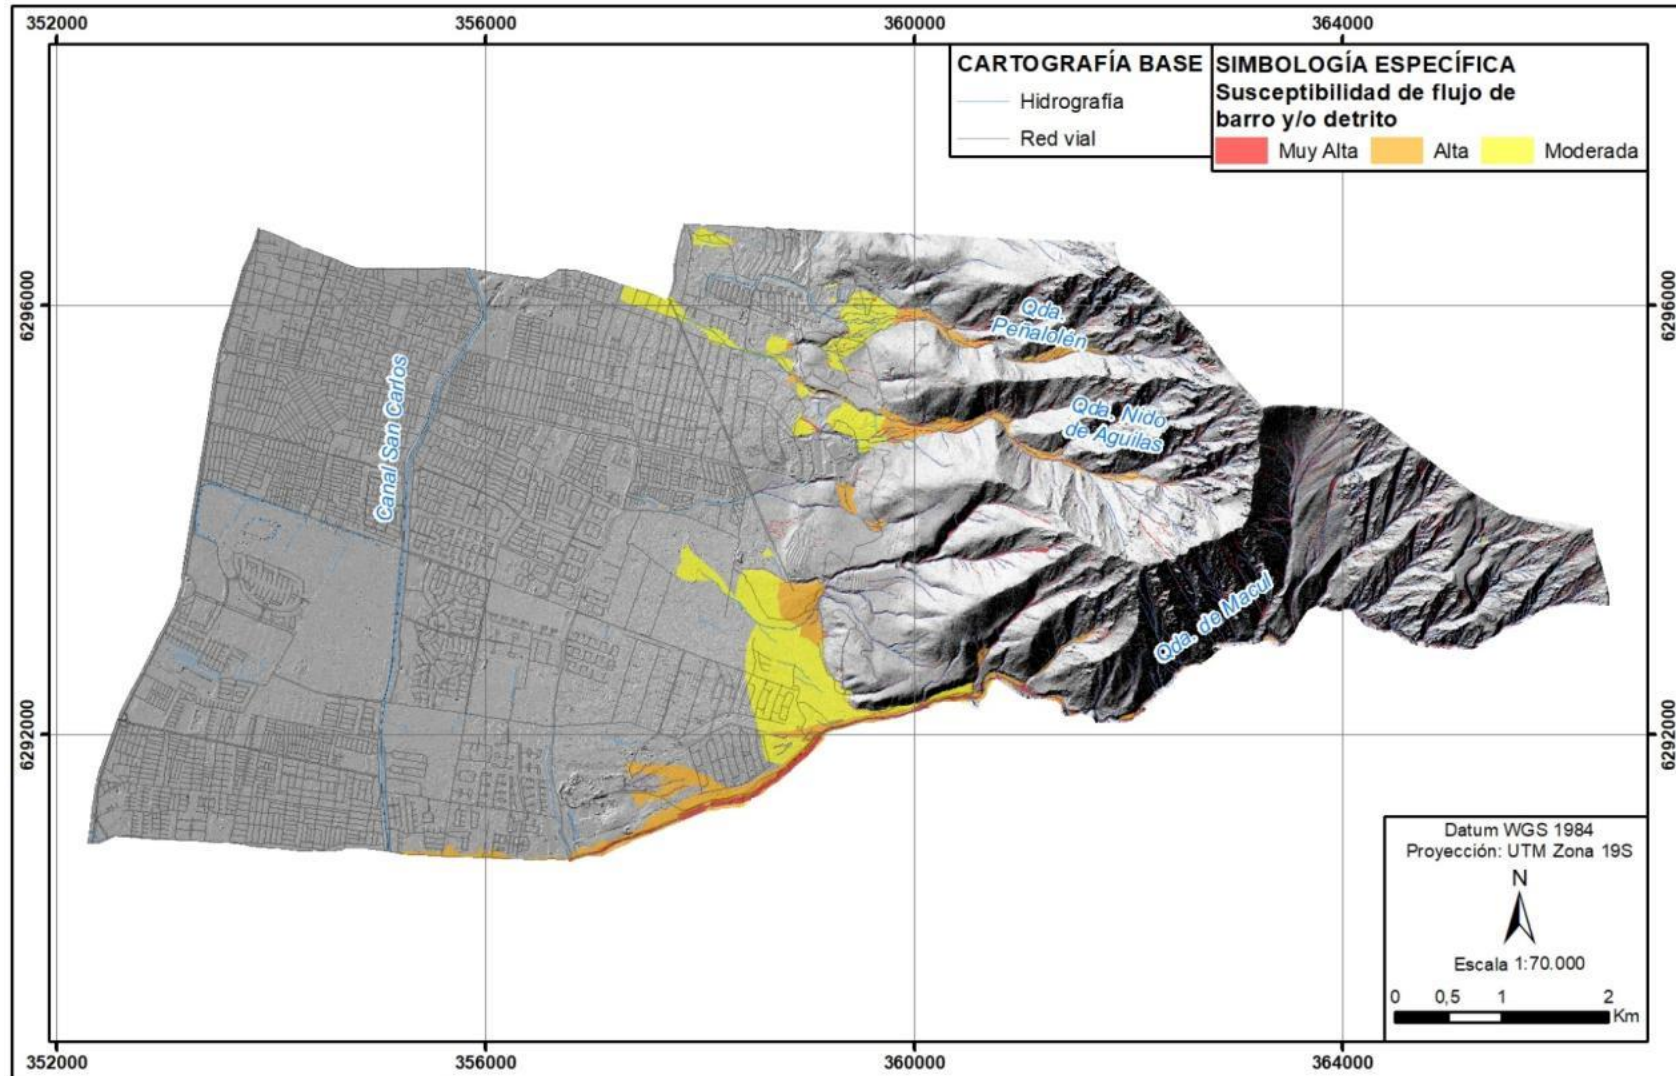 352000
356000
360000
364000
CARTOGRAFÍA BASE
Hidrografía
Red vial
SIMBOLOGÍA ESPECÍFICA
Susceptibilidad de flujo de
barro y/o detrito
Muy Alta
Alta
Moderada
6296000
6296000
Qda.
Peñalolén
Canal San Carlos
Qda. Nido
de Aguilas
Qda. de Macul
6292000
6292000
Datum WGS 1984
Proyección: UTM Zona 19S
N
Escala 1:70.000
0 0,5 1 2
Km
352000
356000
360000
364000